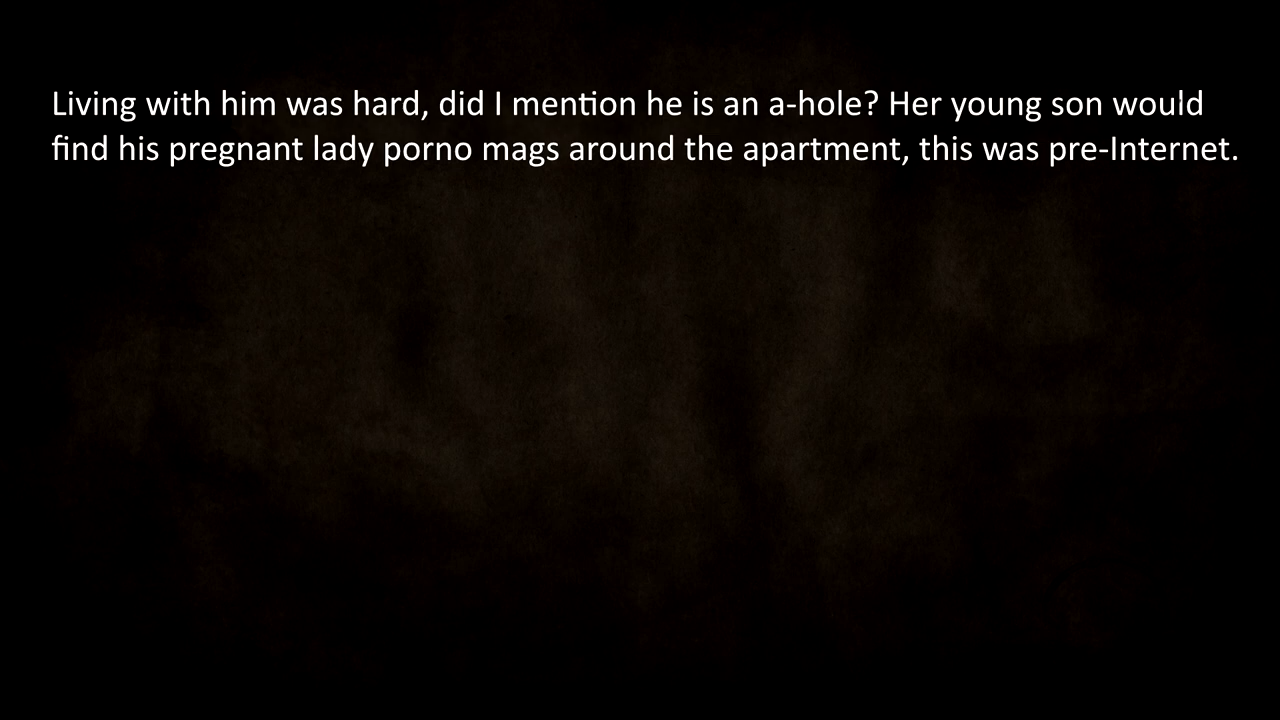 Living with him was hard, did I mention he is an a-hole? Her young son would
find his pregnant lady porno mags around the apartment, this was pre-Internet.